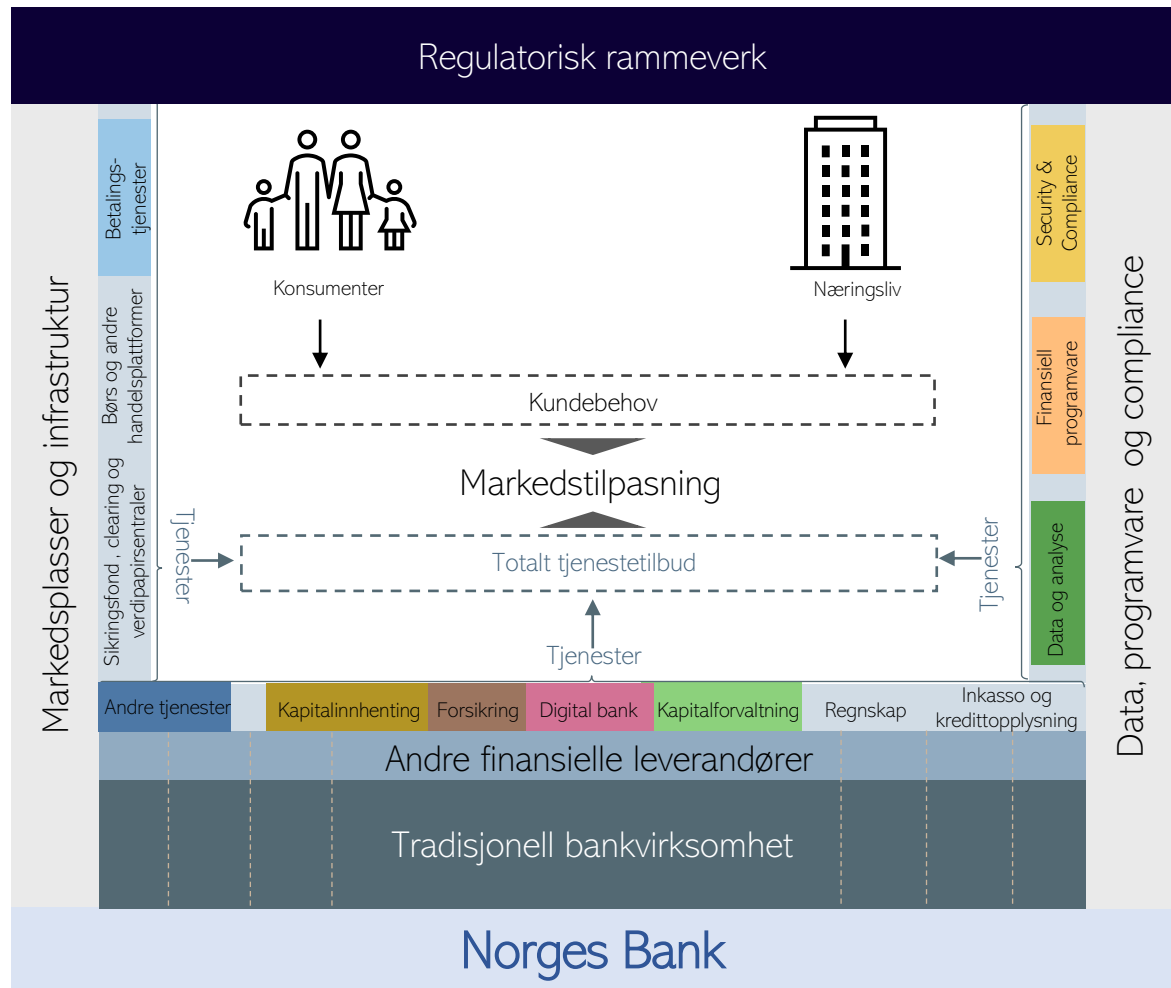 Regulatorisk rammeverk
Markedsplasser og infrastruktur
Betalings-
tjenester
Børs og andre
handelsplattformer
Sikringsfond , clearing og
verdipapirsentraler
Konsumenter
Næringsliv
Kundebehov
Markedstilpasning
Totalt tjenestetilbud
Tjenester
Tjenester
Tjenester
Security &
Compliance
Finansiell
programvare
Data og analyse
Data, programvare og compliance
Andre tjenester
Kapitalinnhenting
Forsikring
Digital bank
Kapitalforvaltning
Regnskap
Inkasso og
kredittopplysning
Andre finansielle leverandører
Tradisjonell bankvirksomhet
Norges Bank